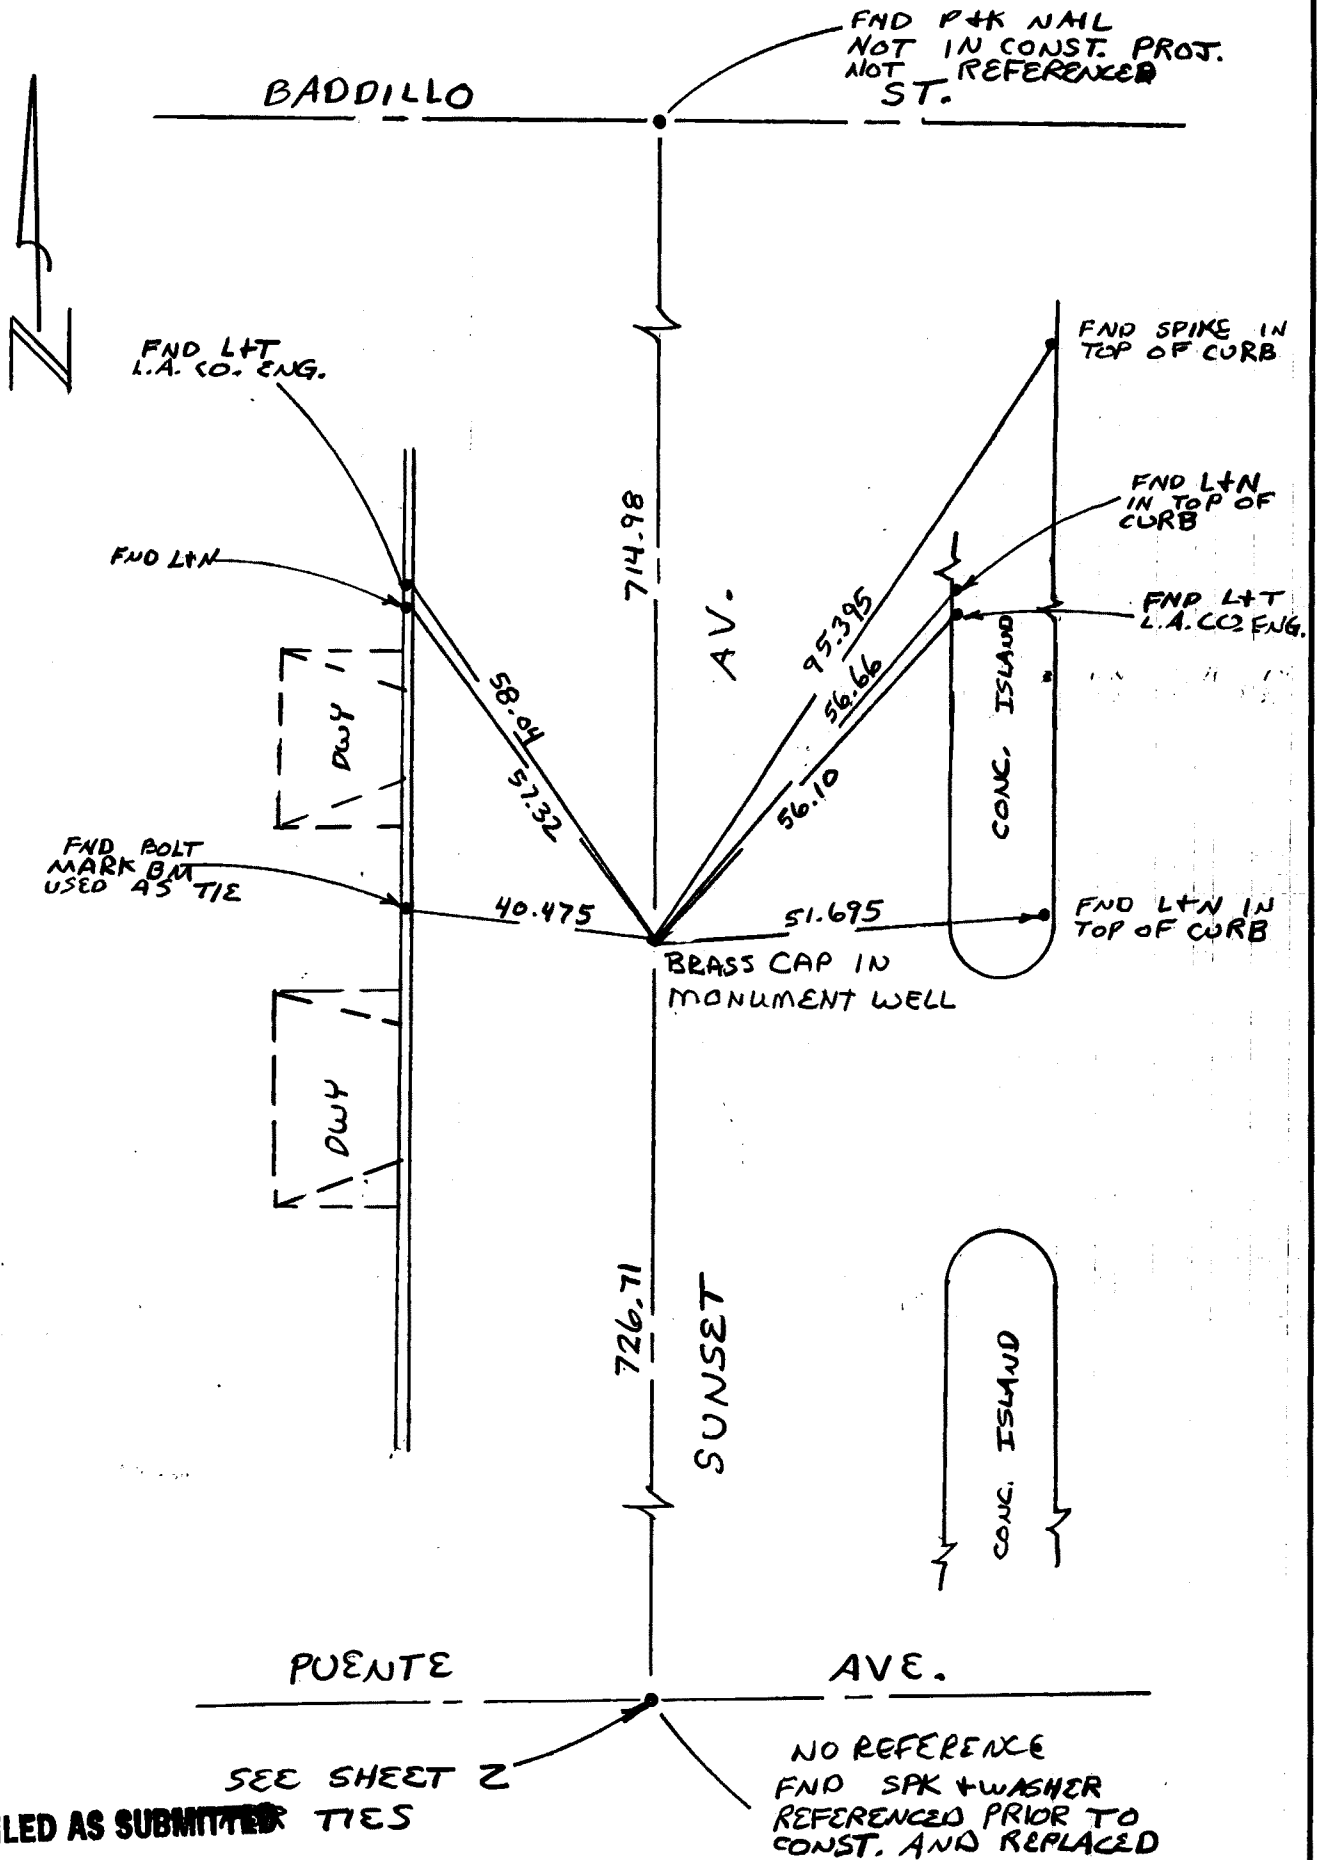 FND P+K NAIL
NOT IN CONST. PROJ.
NOT REFERENCED
BADDILLO ST.
N
FND L+T
L.A. CO. ENG.
FND SPIKE IN
TOP OF CURB
FND L+N
IN TOP OF
CURB
FND L+N
FND L+T
L.A. CO. ENG.
714.98
AV.
95.395
56.66
56.10
58.04
57.32
DWY
CONC. ISLAND
FND BOLT
MARK BM
USED AS TIE
40.475
51.695
FND L+N IN
TOP OF CURB
BRASS CAP IN
MONUMENT WELL
DWY
726.71
SUNSET
CONC. ISLAND
PUENTE AVE.
SEE SHEET 2
TIES
LED AS SUBMITTED
NO REFERENCE
FND SPK + WASHER
REFERENCED PRIOR TO
CONST. AND REPLACED